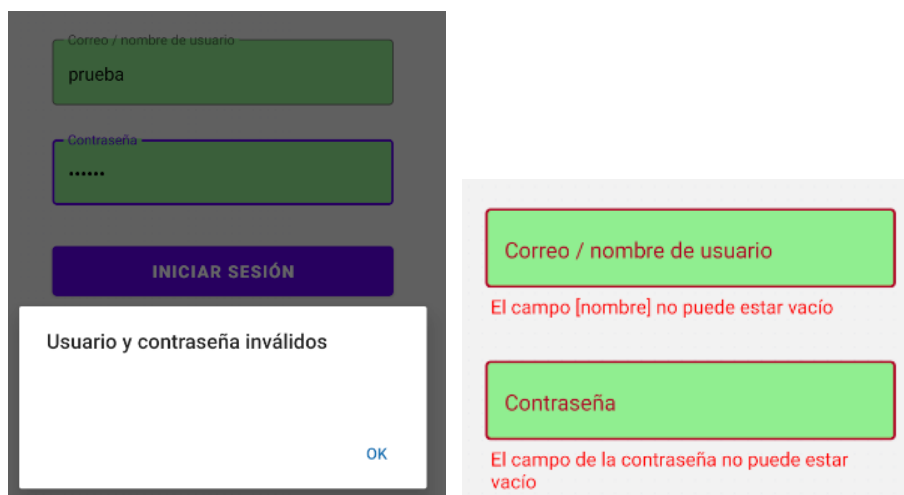 Correo / nombre de usuario
prueba
Contraseña
••••••
INICIAR SESIÓN
Usuario y contraseña inválidos
OK
Correo / nombre de usuario
El campo [nombre] no puede estar vacío
Contraseña
El campo de la contraseña no puede estar
vacío